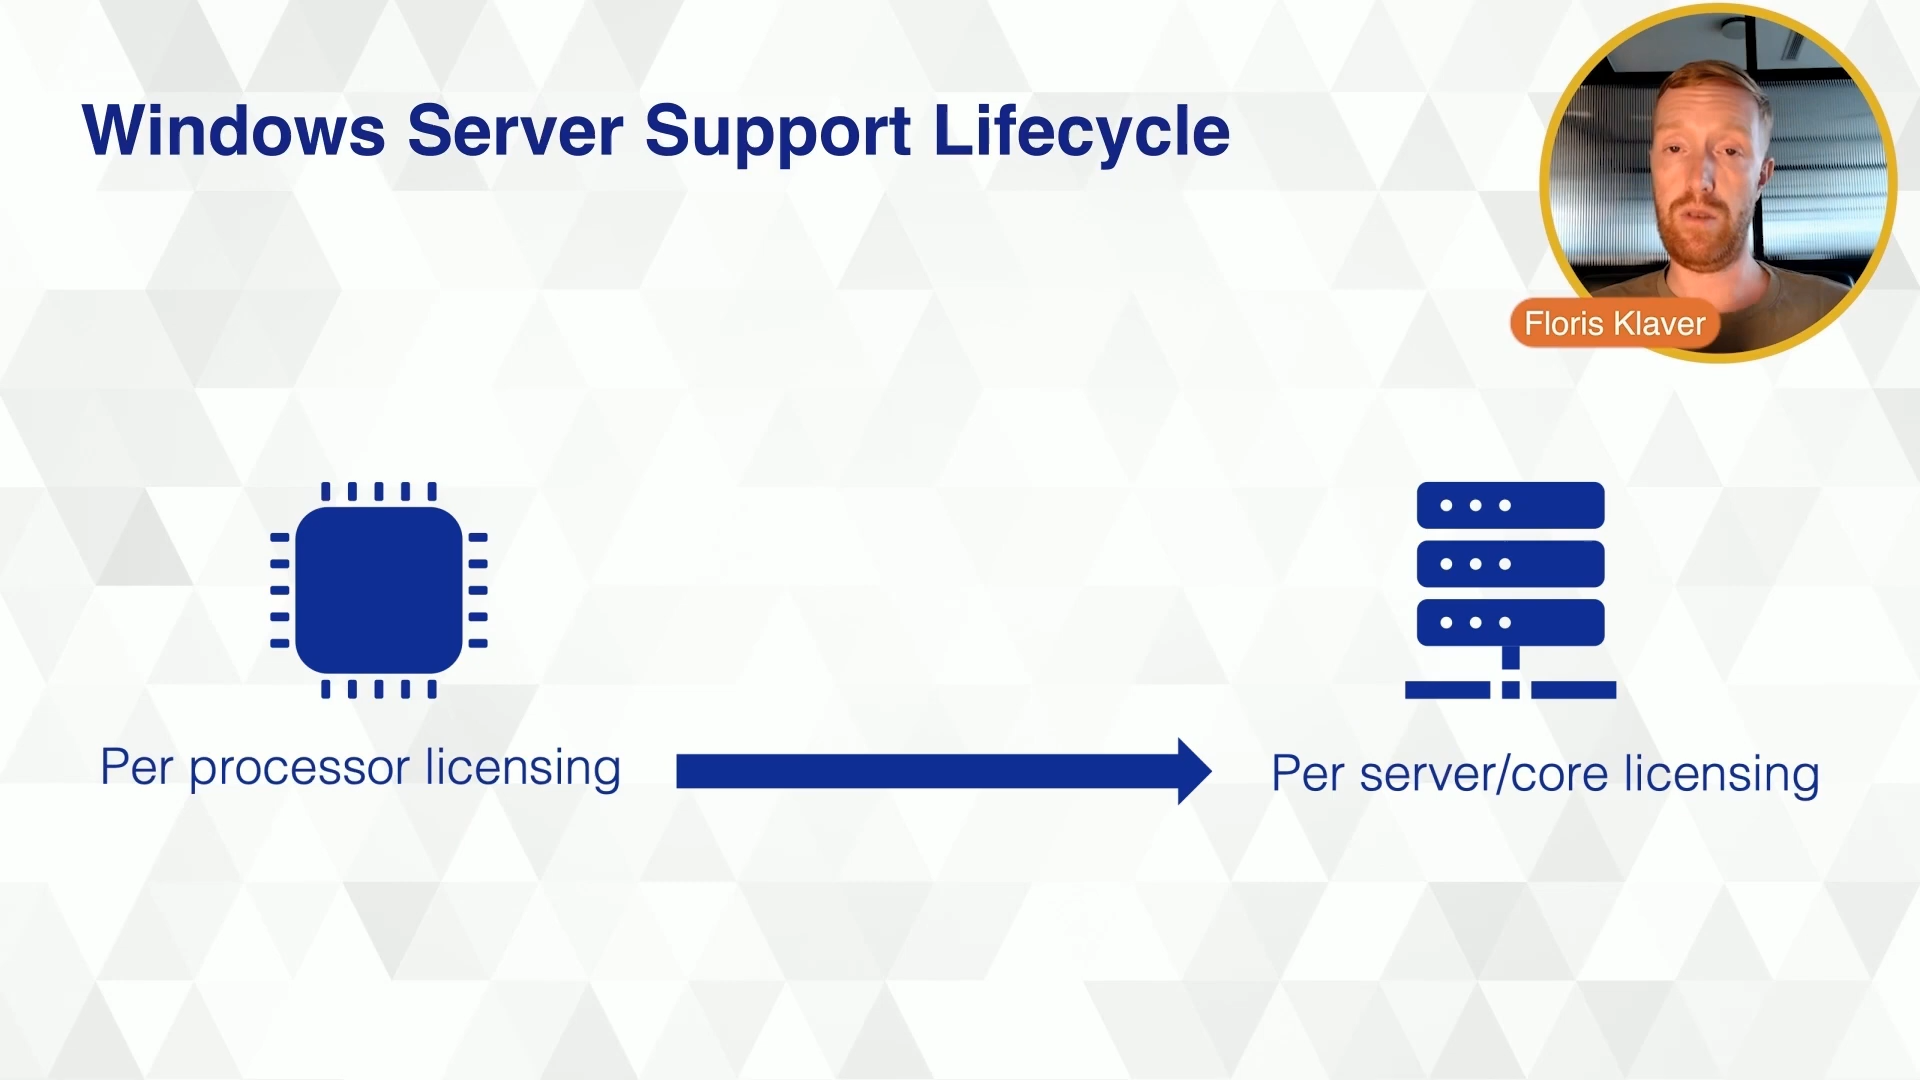 Windows Server Support Lifecycle
Floris Klaver
Per processor licensing
Per server/core licensing